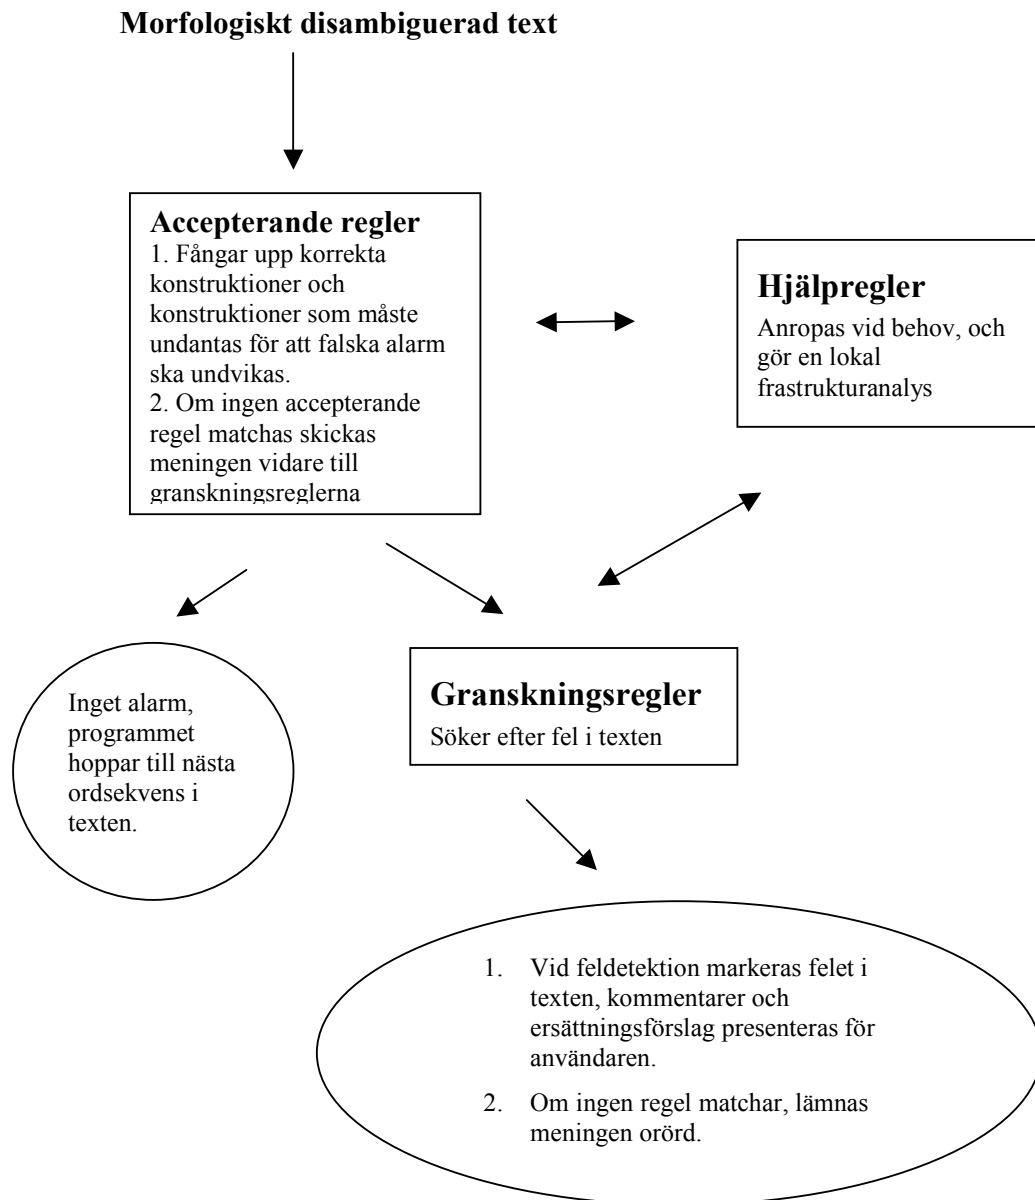 Morfologiskt disambiguerad text
Accepterande regler
1. Fångar upp korrekta
konstruktioner och
konstruktioner som måste
undantas för att falska alarm
ska undvikas.
2. Om ingen accepterande
regel matchas skickas
meningen vidare till
granskningsreglerna
Hjälpregler
Anropas vid behov, och
gör en lokal
frastrukturanalys
Inget alarm,
programmet
hoppar till nästa
ordsekvens i
texten.
Granskningsregler
Söker efter fel i texten
1. Vid feldetektion markeras felet i
texten, kommentarer och
ersättningsförslag presenteras för
användaren.
2. Om ingen regel matchar, lämnas
meningen orörd.